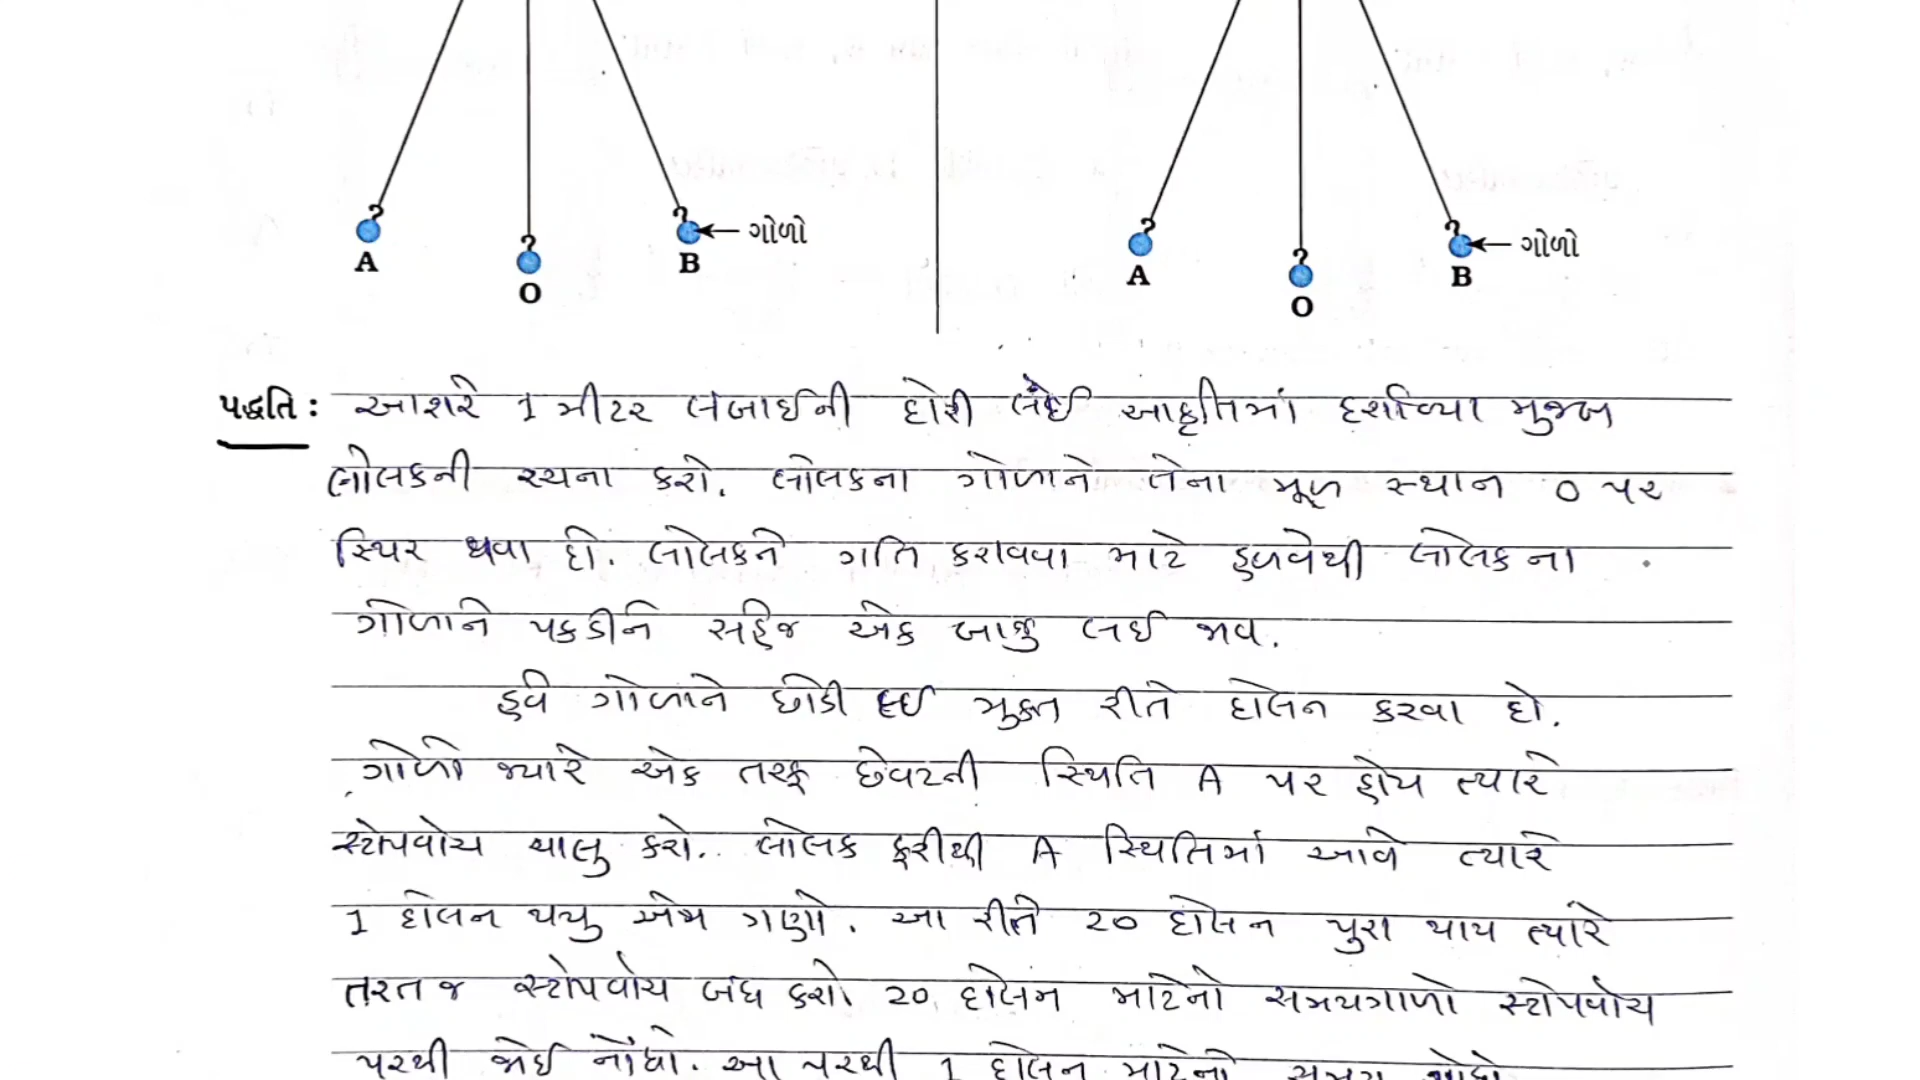 ગોળો
ગોળો
A
B
A
B
O
O
પદ્ધતિ : આશરે 1 મીટર લંબાઈની દોરી લઈ આકૃતિમાં દર્શાવ્યા મુજબ
લોલકની રચના કરો. લોલકના ગોળાને તેના મૂળ સ્થાન O પર
સ્થિર થવા દો. લોલકને ગતિ કરાવવા માટે હળવેથી લોલકના
ગોળાને પકડીને સહેજ એક બાજુ લઈ જાવ.
હવે ગોળાને છોડી દઈ મુક્ત રીતે દોલન કરવા દો.
ગોળો જ્યારે એક તરફ છેવટની સ્થિતિ A પર હોય ત્યારે
સ્ટોપવોચ ચાલુ કરો. લોલક ફરીથી A સ્થિતિમાં આવે ત્યારે
1 દોલન થયુ એમ ગણો. આ રીતે 20 દોલન પુરા થાય ત્યારે
તરત જ સ્ટોપવોચ બંધ કરો. 20 દોલન માટેનો સમયગાળો સ્ટોપવોચ
પરથી જોઈ નોંધો. આ પરથી 1 દોલન માટેનો સમય શોધો